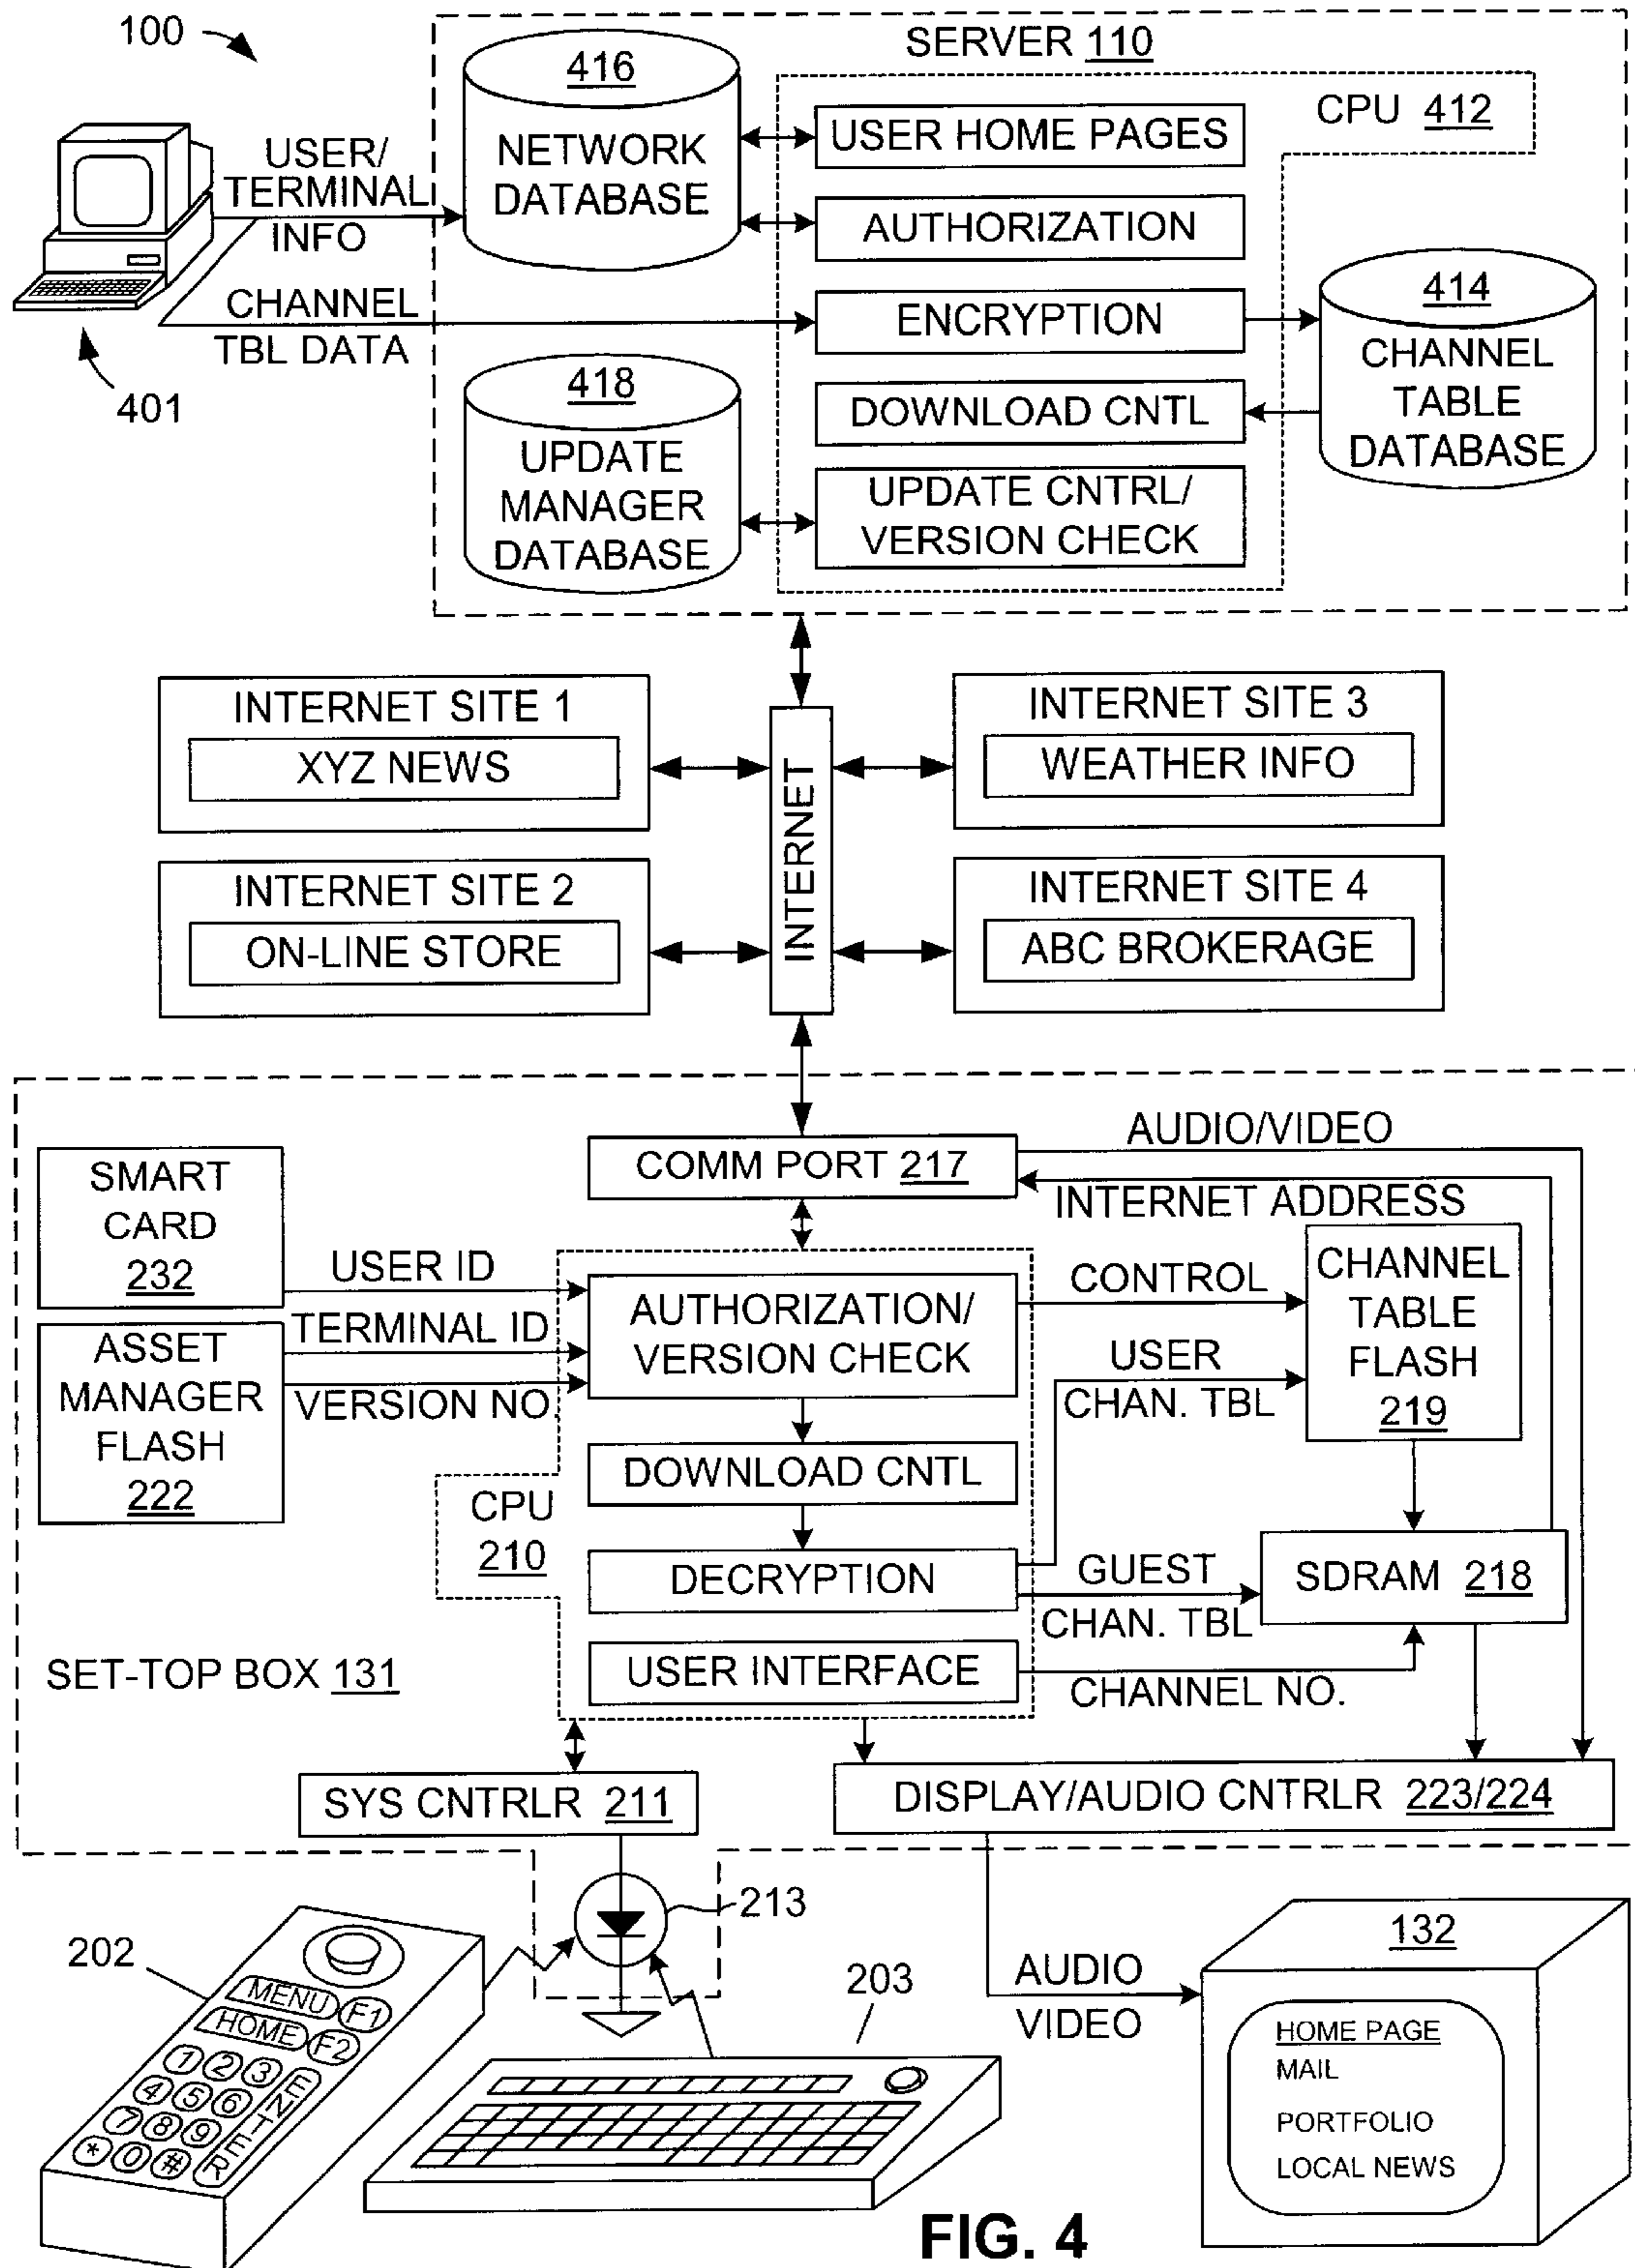 100
SERVER 110
416
NETWORK
DATABASE
USER HOME PAGES
CPU 412
USER/
TERMINAL
INFO
AUTHORIZATION
CHANNEL
TBL DATA
ENCRYPTION
414
CHANNEL
TABLE
DATABASE
401
418
UPDATE
MANAGER
DATABASE
DOWNLOAD CNTL
UPDATE CNTRL/
VERSION CHECK
INTERNET SITE 1
XYZ NEWS
INTERNET SITE 3
WEATHER INFO
INTERNET
INTERNET SITE 2
ON-LINE STORE
INTERNET SITE 4
ABC BROKERAGE
COMM PORT 217
AUDIO/VIDEO
INTERNET ADDRESS
SMART
CARD
232
USER ID
TERMINAL ID
VERSION NO.
ASSET
MANAGER
FLASH
222
AUTHORIZATION/
VERSION CHECK
CONTROL
CHANNEL
TABLE
FLASH
219
USER
CHAN. TBL
CPU
210
DOWNLOAD CNTL
DECRYPTION
GUEST
CHAN. TBL
SDRAM 218
USER INTERFACE
CHANNEL NO.
SET-TOP BOX 131
SYS CNTRLR 211
DISPLAY/AUDIO CNTRLR 223/224
213
202
MENU F1
HOME F2
1 2 3
4 5 6
7 8 9
* 0 #
ENTER
203
AUDIO
VIDEO
132
HOME PAGE
MAIL
PORTFOLIO
LOCAL NEWS
FIG. 4